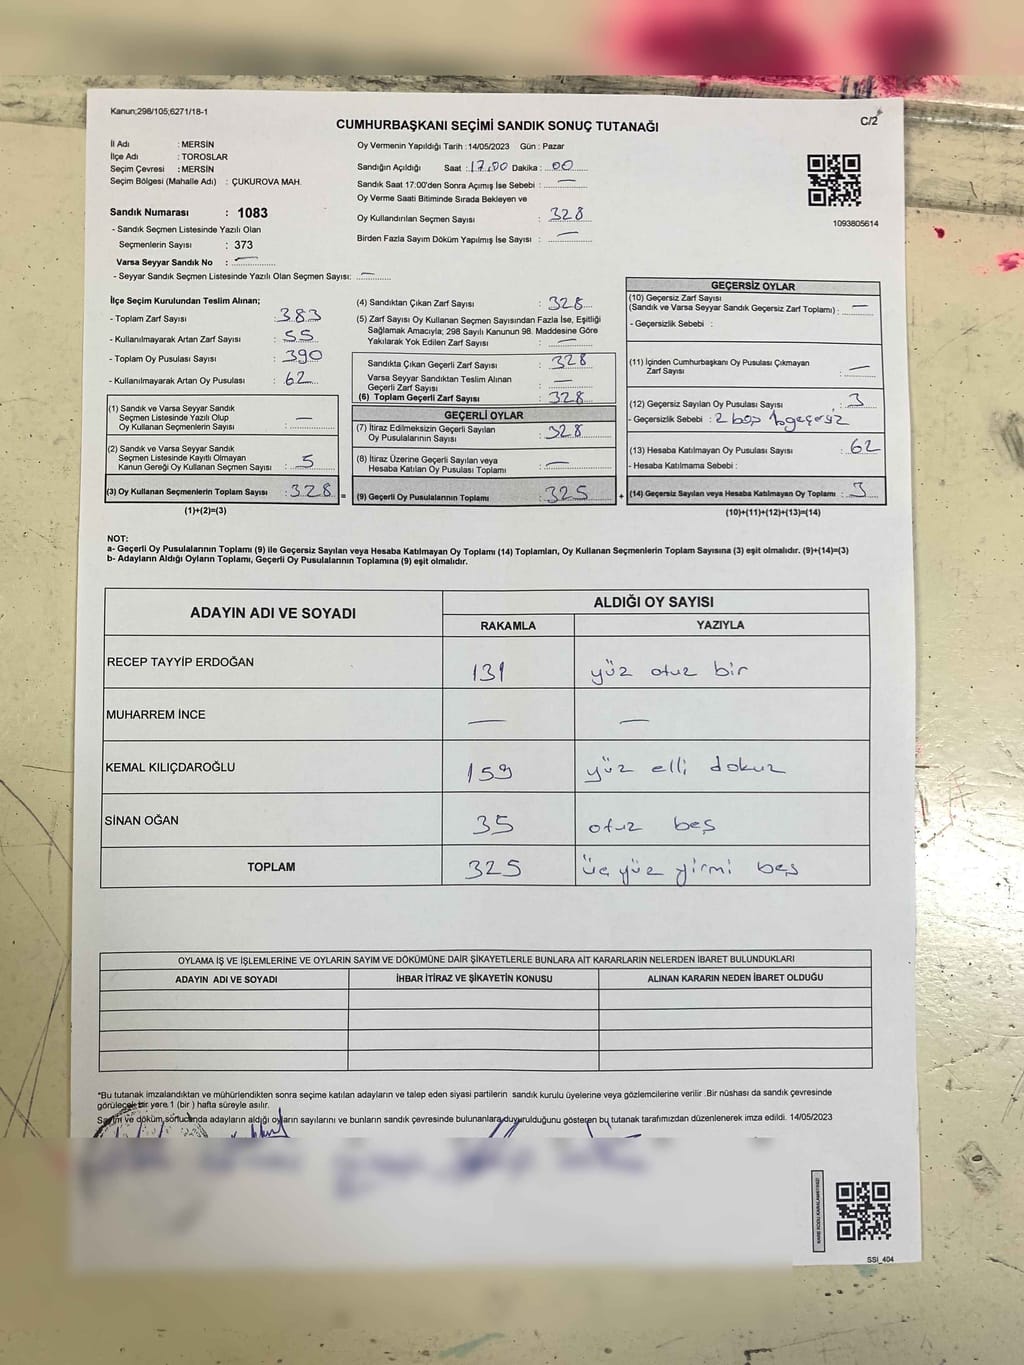 Kanun;298/105;6271/18-1
CUMHURBAŞKANI SEÇİMİ SANDIK SONUÇ TUTANAĞI
C/2
İl Adı : MERSİN
İlçe Adı : TOROSLAR
Seçim Çevresi : MERSİN
Seçim Bölgesi (Mahalle Adı) : ÇUKUROVA MAH.
Sandık Numarası : 1083
- Sandık Seçmen Listesinde Yazılı Olan
Seçmenlerin Sayısı : 373
Varsa Seyyar Sandık No : —
- Seyyar Sandık Seçmen Listesinde Yazılı Olan Seçmen Sayısı: —
Oy Vermenin Yapıldığı Tarih : 14/05/2023 Gün : Pazar
Sandığın Açıldığı Saat : 17.00 Dakika : 00
Sandık Saat 17:00'den Sonra Açımış İse Sebebi : —
Oy Verme Saati Bitiminde Sırada Bekleyen ve
Oy Kullandırılan Seçmen Sayısı : 328
Birden Fazla Sayım Döküm Yapılmış İse Sayısı : —
1093805614
İlçe Seçim Kurulundan Teslim Alınan;
- Toplam Zarf Sayısı : 383
- Kullanılmayarak Artan Zarf Sayısı : 55
- Toplam Oy Pusulası Sayısı : 390
- Kullanılmayarak Artan Oy Pusulası : 62
(1) Sandık ve Varsa Seyyar Sandık
Seçmen Listesinde Yazılı Olup
Oy Kullanan Seçmenlerin Sayısı : —
(2) Sandık ve Varsa Seyyar Sandık
Seçmen Listesinde Kayıtlı Olmayan
Kanun Gereği Oy Kullanan Seçmen Sayısı : 5
(3) Oy Kullanan Seçmenlerin Toplam Sayısı : 328 =
(1)+(2)=(3)
(4) Sandıktan Çıkan Zarf Sayısı : 328
(5) Zarf Sayısı Oy Kullanan Seçmen Sayısından Fazla İse, Eşitliği
Sağlamak Amacıyla; 298 Sayılı Kanunun 98. Maddesine Göre
Yakılarak Yok Edilen Zarf Sayısı : —
Sandıkta Çıkan Geçerli Zarf Sayısı : 328
Varsa Seyyar Sandıktan Teslim Alınan
Geçerli Zarf Sayısı : —
(6) Toplam Geçerli Zarf Sayısı : 328
GEÇERLİ OYLAR
(7) İtiraz Edilmeksizin Geçerli Sayılan
Oy Pusulalarının Sayısı : 328
(8) İtiraz Üzerine Geçerli Sayılan veya
Hesaba Katılan Oy Pusulası Toplamı : —
(9) Geçerli Oy Pusulalarının Toplamı : 325 +
GEÇERSİZ OYLAR
(10) Geçersiz Zarf Sayısı
(Sandık ve Varsa Seyyar Sandık Geçersiz Zarf Toplamı) : —
- Geçersizlik Sebebi :
(11) İçinden Cumhurbaşkanı Oy Pusulası Çıkmayan
Zarf Sayısı : —
(12) Geçersiz Sayılan Oy Pusulası Sayısı : 3
- Geçersizlik Sebebi : 2 boş 1 geçersiz
(13) Hesaba Katılmayan Oy Pusulası Sayısı : 62
- Hesaba Katılmama Sebebi :
(14) Geçersiz Sayılan veya Hesaba Katılmayan Oy Toplamı : 3
(10)+(11)+(12)+(13)=(14)
NOT:
a- Geçerli Oy Pusulalarının Toplamı (9) ile Geçersiz Sayılan veya Hesaba Katılmayan Oy Toplamı (14) Toplamları, Oy Kullanan Seçmenlerin Toplam Sayısına (3) eşit olmalıdır. (9)+(14)=(3)
b- Adayların Aldığı Oyların Toplamı, Geçerli Oy Pusulalarının Toplamına (9) eşit olmalıdır.
ADAYIN ADI VE SOYADI
ALDIĞI OY SAYISI
RAKAMLA YAZIYLA
RECEP TAYYİP ERDOĞAN 131 yüz otuz bir
MUHARREM İNCE — —
KEMAL KILIÇDAROĞLU 159 yüz elli dokuz
SİNAN OĞAN 35 otuz beş
TOPLAM 325 üç yüz yirmi beş
OYLAMA İŞ VE İŞLEMLERİNE VE OYLARIN SAYIM VE DÖKÜMÜNE DAİR ŞİKAYETLERLE BUNLARA AİT KARARLARIN NELERDEN İBARET BULUNDUKLARI
ADAYIN ADI VE SOYADI İHBAR İTİRAZ VE ŞİKAYETİN KONUSU ALINAN KARARIN NEDEN İBARET OLDUĞU
*Bu tutanak imzalandıktan ve mühürlendikten sonra seçime katılan adayların ve talep eden siyasi partilerin sandık kurulu üyelerine veya gözlemcilerine verilir .Bir nüshası da sandık çevresinde
görülecek bir yere 1 (bir ) hafta süreyle asılır.
Sayım ve döküm sonucunda adayların aldığı oyların sayılarını ve bunların sandık çevresinde bulunanlara duyurulduğunu gösteren bu tutanak tarafımızdan düzenlenerek imza edildi. 14/05/2023
SSI_404